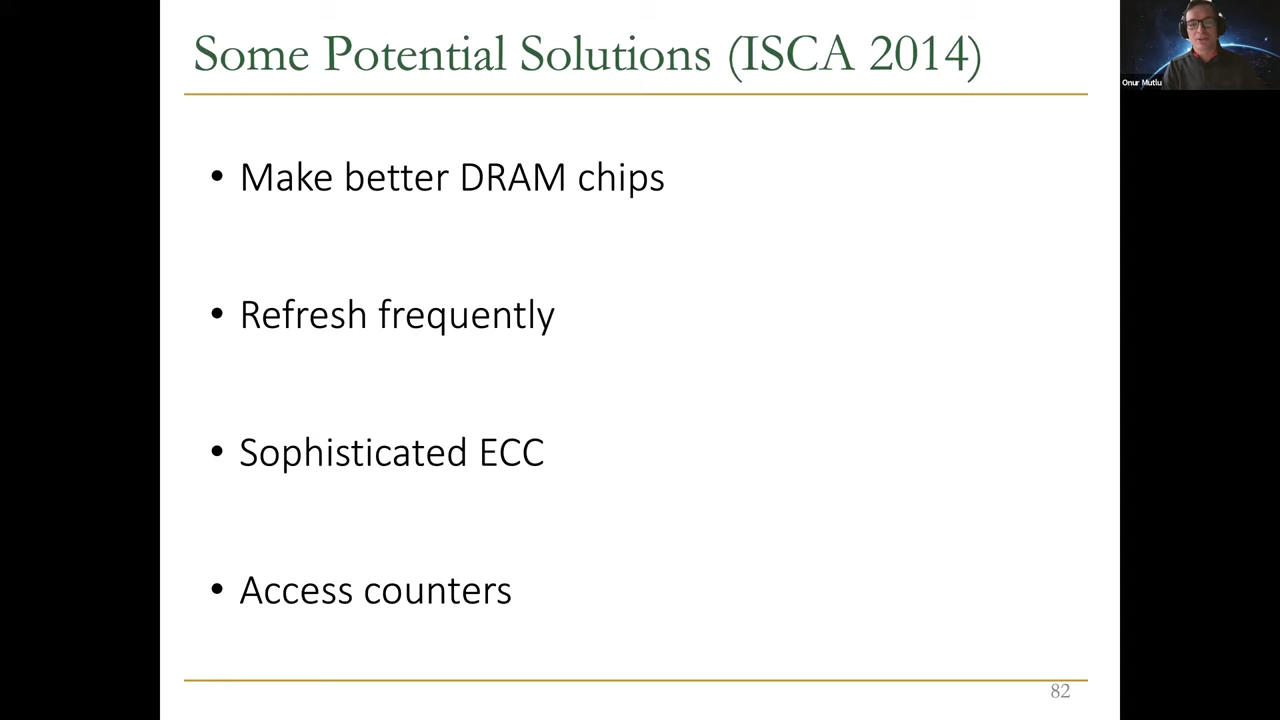 Some Potential Solutions (ISCA 2014)
Onur Mutlu
• Make better DRAM chips
• Refresh frequently
• Sophisticated ECC
• Access counters
82